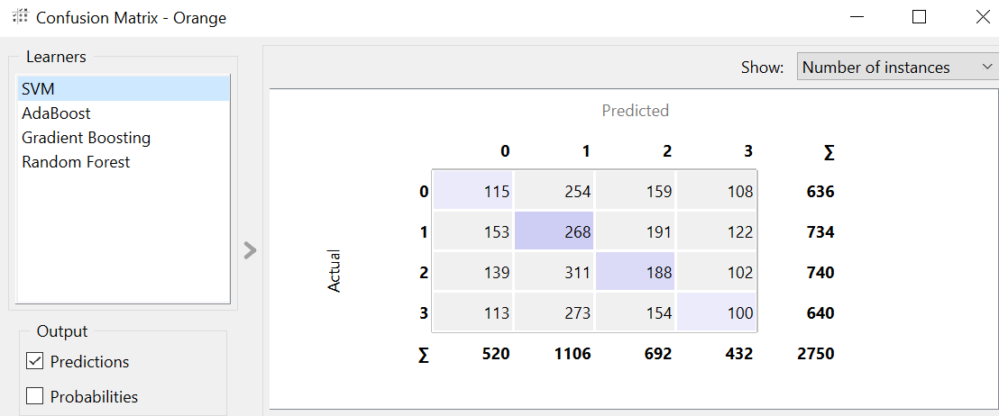 Confusion Matrix - Orange
Learners
SVM
AdaBoost
Gradient Boosting
Random Forest
Output
Predictions
Probabilities
Show: Number of instances
Predicted
0 1 2 3 ∑
Actual
0 115 254 159 108 636
1 153 268 191 122 734
2 139 311 188 102 740
3 113 273 154 100 640
∑ 520 1106 692 432 2750